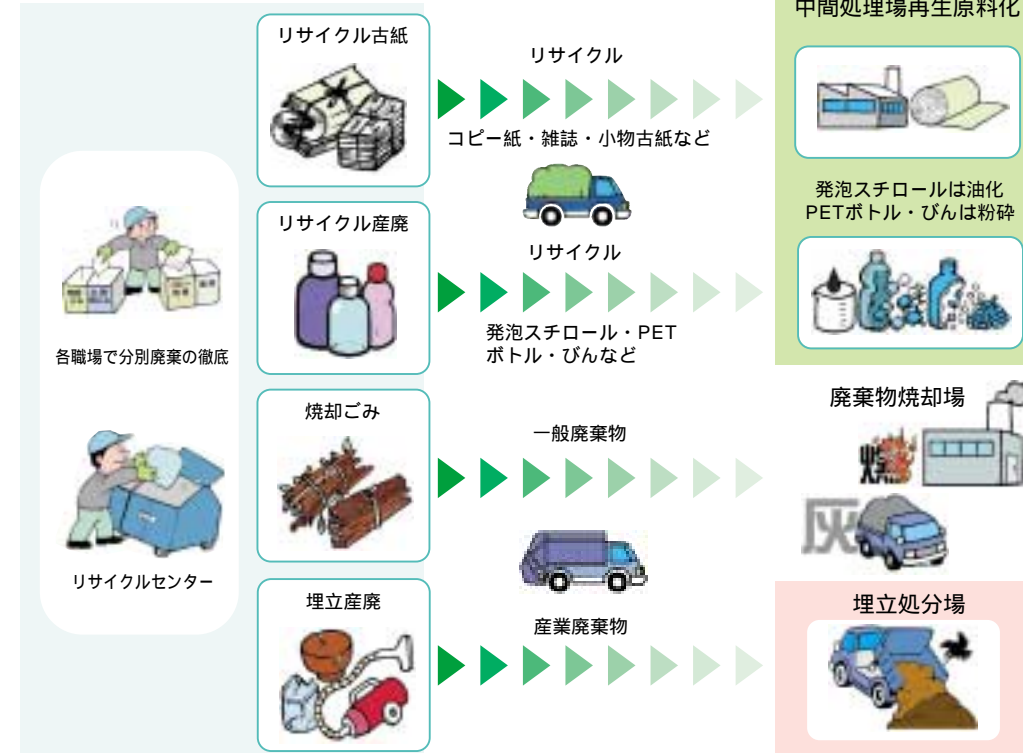 中間処理場再生原料化
リサイクル古紙
リサイクル
コピー紙・雑誌・小物古紙など
発泡スチロールは油化
PETボトル・びんは粉砕
リサイクル産廃
リサイクル
発泡スチロール・PET
ボトル・びんなど
各職場で分別廃棄の徹底
焼却ごみ
一般廃棄物
廃棄物焼却場
燃
灰
リサイクルセンター
埋立産廃
産業廃棄物
埋立処分場